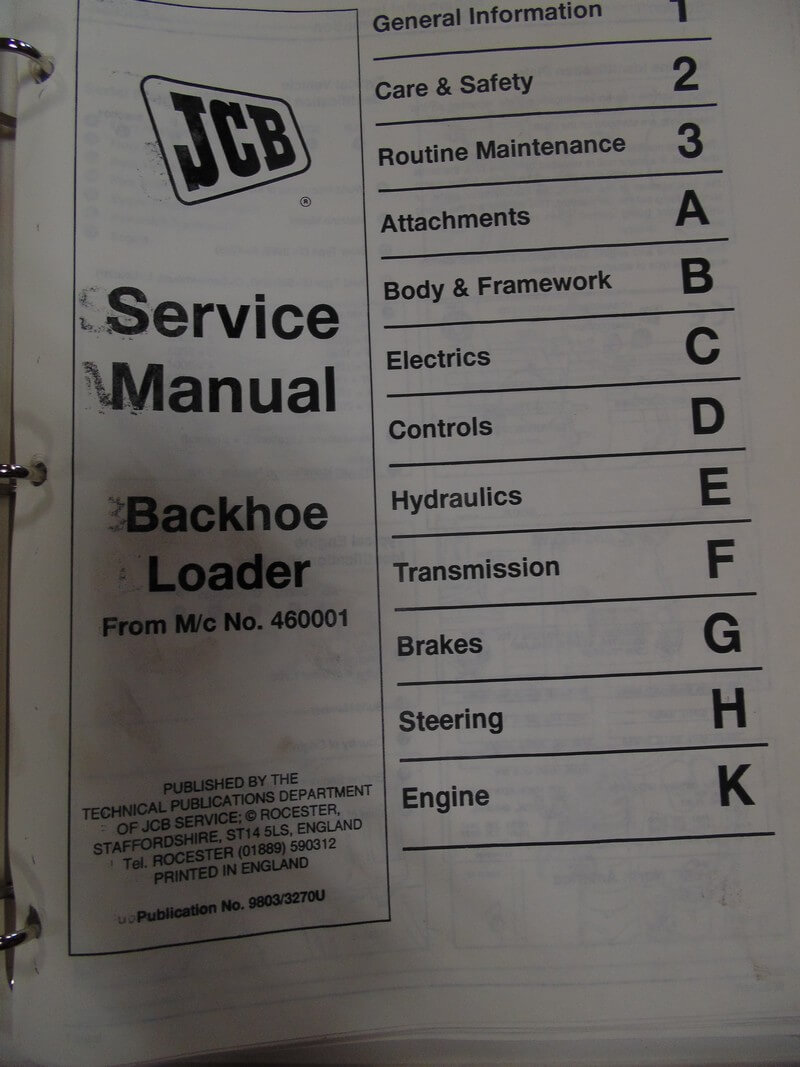 JCB
®
Service
Manual
Backhoe
Loader
From M/c No. 460001
PUBLISHED BY THE
TECHNICAL PUBLICATIONS DEPARTMENT
OF JCB SERVICE; © ROCESTER,
STAFFORDSHIRE, ST14 5LS, ENGLAND
Tel. ROCESTER (01889) 590312
PRINTED IN ENGLAND
Publication No. 9803/3270U
General Information 1
Care & Safety 2
Routine Maintenance 3
Attachments A
Body & Framework B
Electrics C
Controls D
Hydraulics E
Transmission F
Brakes G
Steering H
Engine K